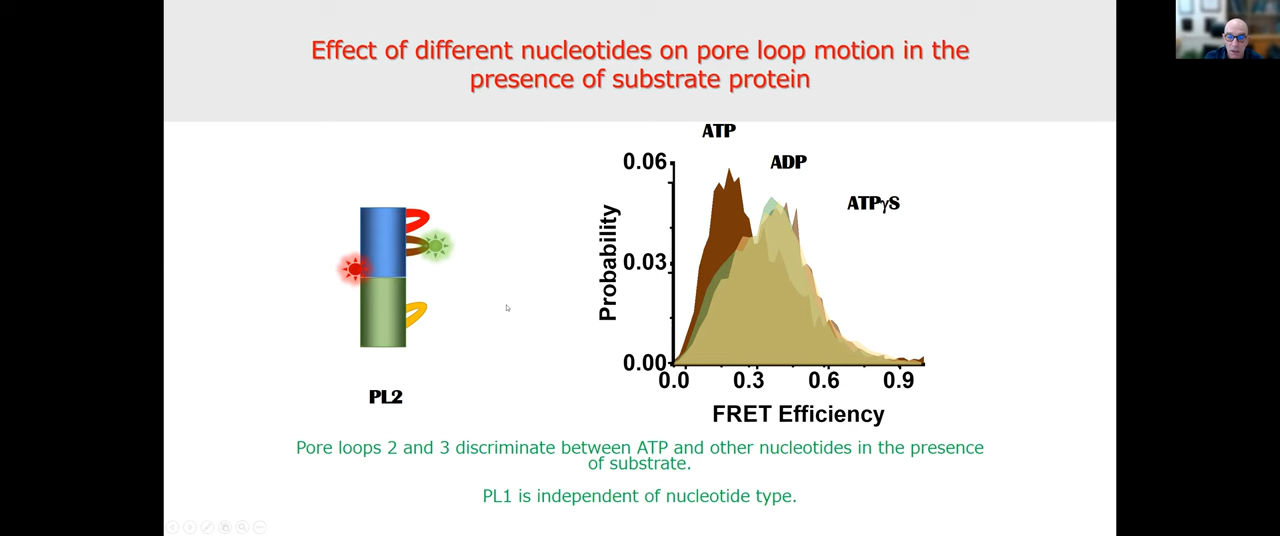 Effect of different nucleotides on pore loop motion in the
presence of substrate protein
PL2
ATP
ADP
ATPγS
Probability
0.06
0.03
0.00
0.0 0.3 0.6 0.9
FRET Efficiency
Pore loops 2 and 3 discriminate between ATP and other nucleotides in the presence
of substrate.
PL1 is independent of nucleotide type.